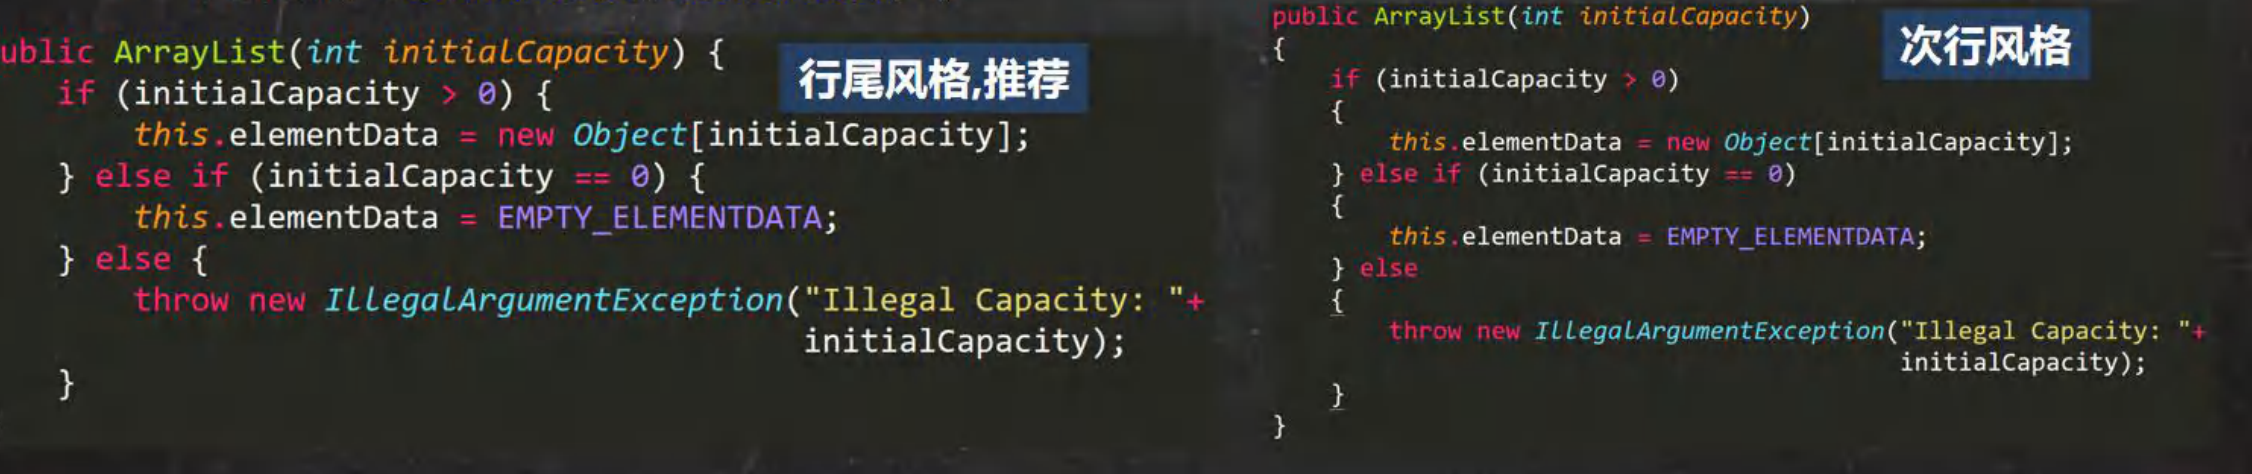 ublic ArrayList(int initialCapacity) {
    if (initialCapacity > 0) {
        this.elementData = new Object[initialCapacity];
    } else if (initialCapacity == 0) {
        this.elementData = EMPTY_ELEMENTDATA;
    } else {
        throw new IllegalArgumentException("Illegal Capacity: "+
                                           initialCapacity);
    }
行尾风格,推荐
public ArrayList(int initialCapacity)
{
    if (initialCapacity > 0)
    {
        this.elementData = new Object[initialCapacity];
    } else if (initialCapacity == 0)
    {
        this.elementData = EMPTY_ELEMENTDATA;
    } else
    {
        throw new IllegalArgumentException("Illegal Capacity: "+
                                           initialCapacity);
    }
}
次行风格